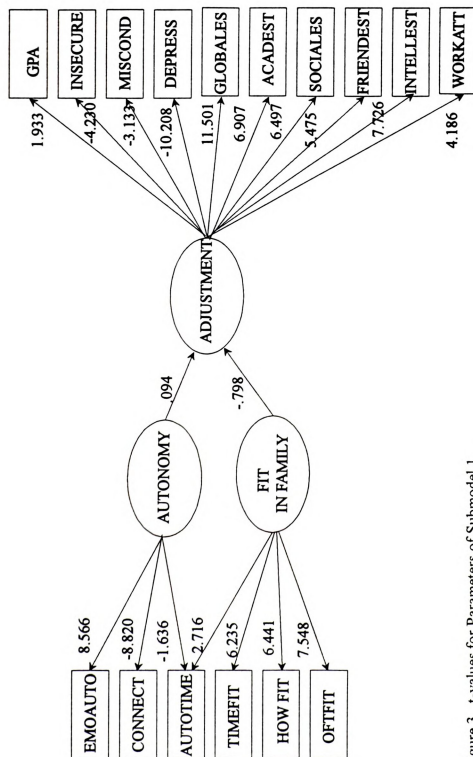 GPA
INSECURE
MISCOND
DEPRESS
GLOBALES
ACADEST
SOCIALES
FRIENDEST
INTELLEST
WORKATT
1.933
-4.230
-3.133
-10.208
11.501
6.907
6.497
5.475
7.726
4.186
ADJUSTMENT
.094
-.798
AUTONOMY
FIT
IN FAMILY
8.566
-8.820
-1.636
2.716
6.235
6.441
7.548
EMOAUTO
CONNECT
AUTOTIME
TIMEFIT
HOW FIT
OFTFIT
gure 3. t values for Parameters of Submodel 1